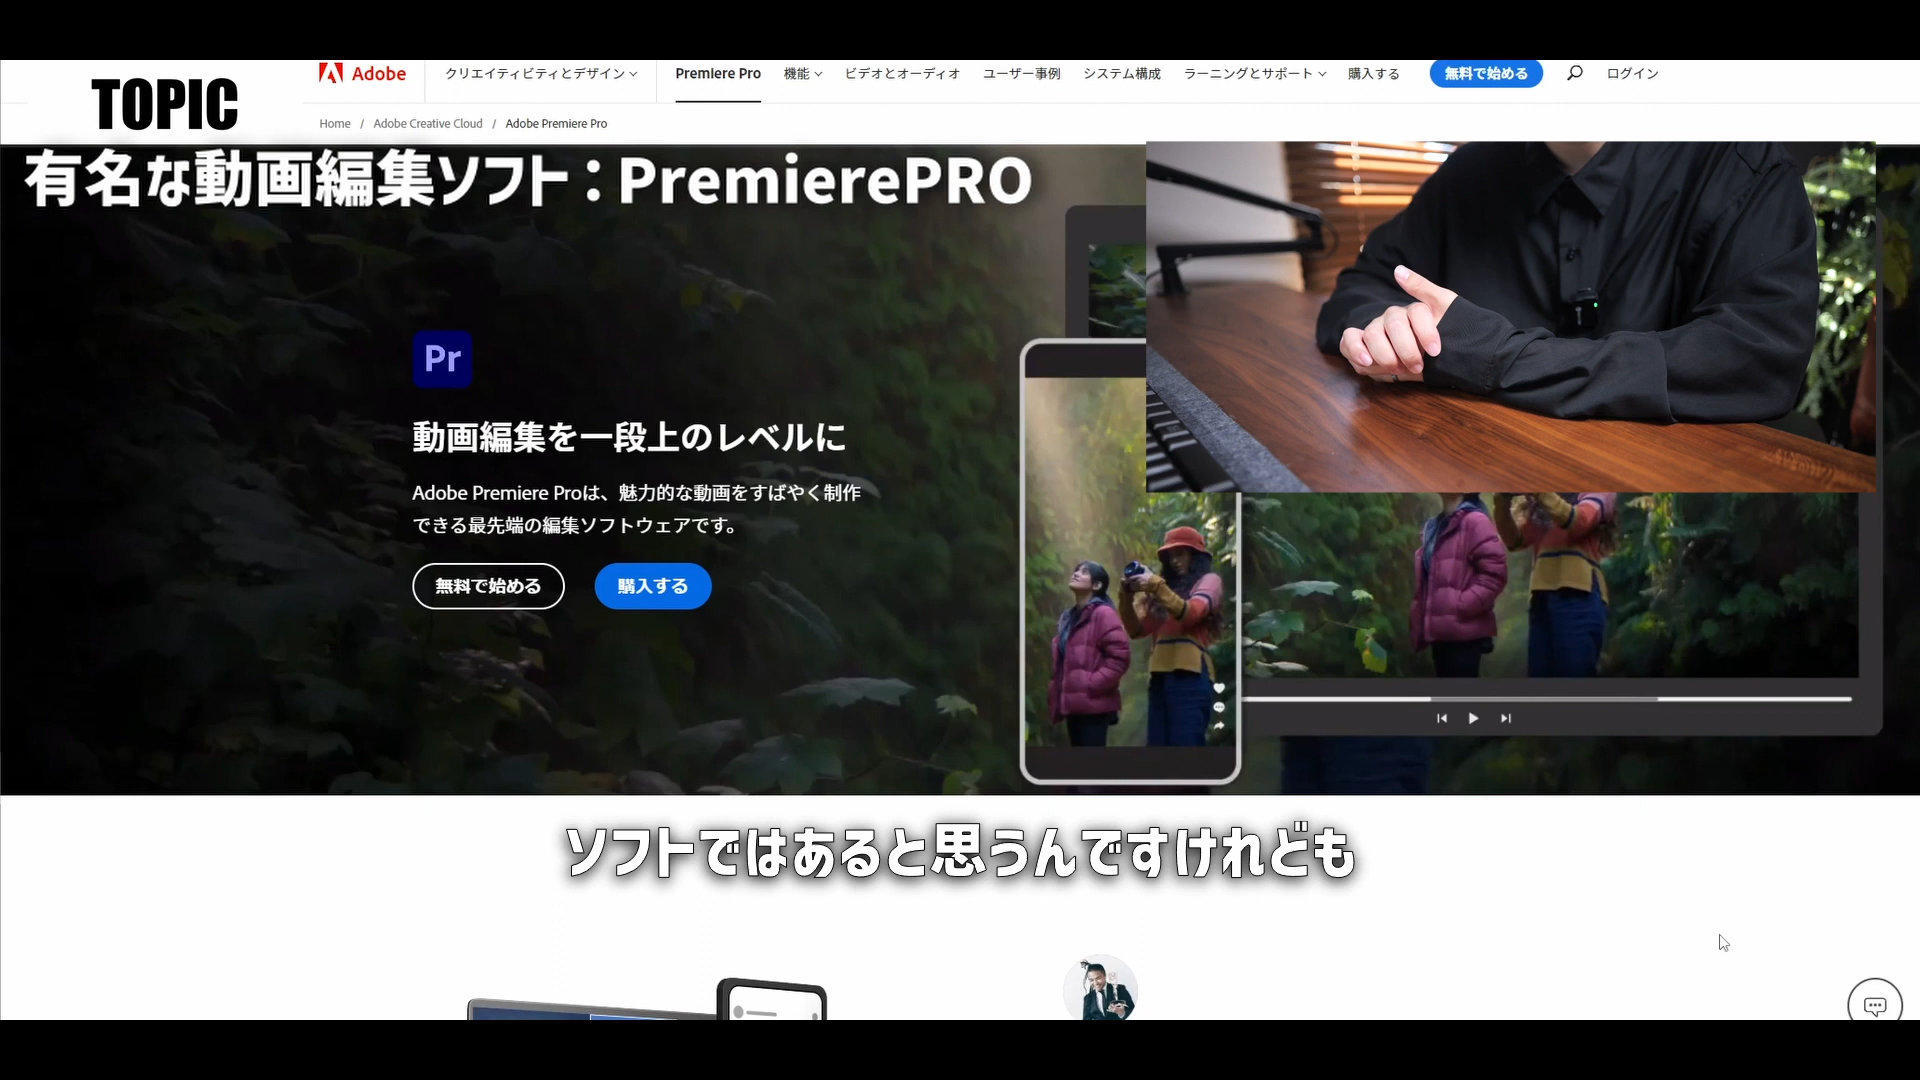 TOPIC
有名な動画編集ソフト：PremierePRO
Adobe
クリエイティビティとデザイン
Premiere Pro
機能
ビデオとオーディオ
ユーザー事例
システム構成
ラーニングとサポート
購入する
無料で始める
ログイン
Home / Adobe Creative Cloud / Adobe Premiere Pro
Pr
動画編集を一段上のレベルに
Adobe Premiere Proは、魅力的な動画をすばやく制作
できる最先端の編集ソフトウェアです。
無料で始める
購入する
ソフトではあると思うんですけれども